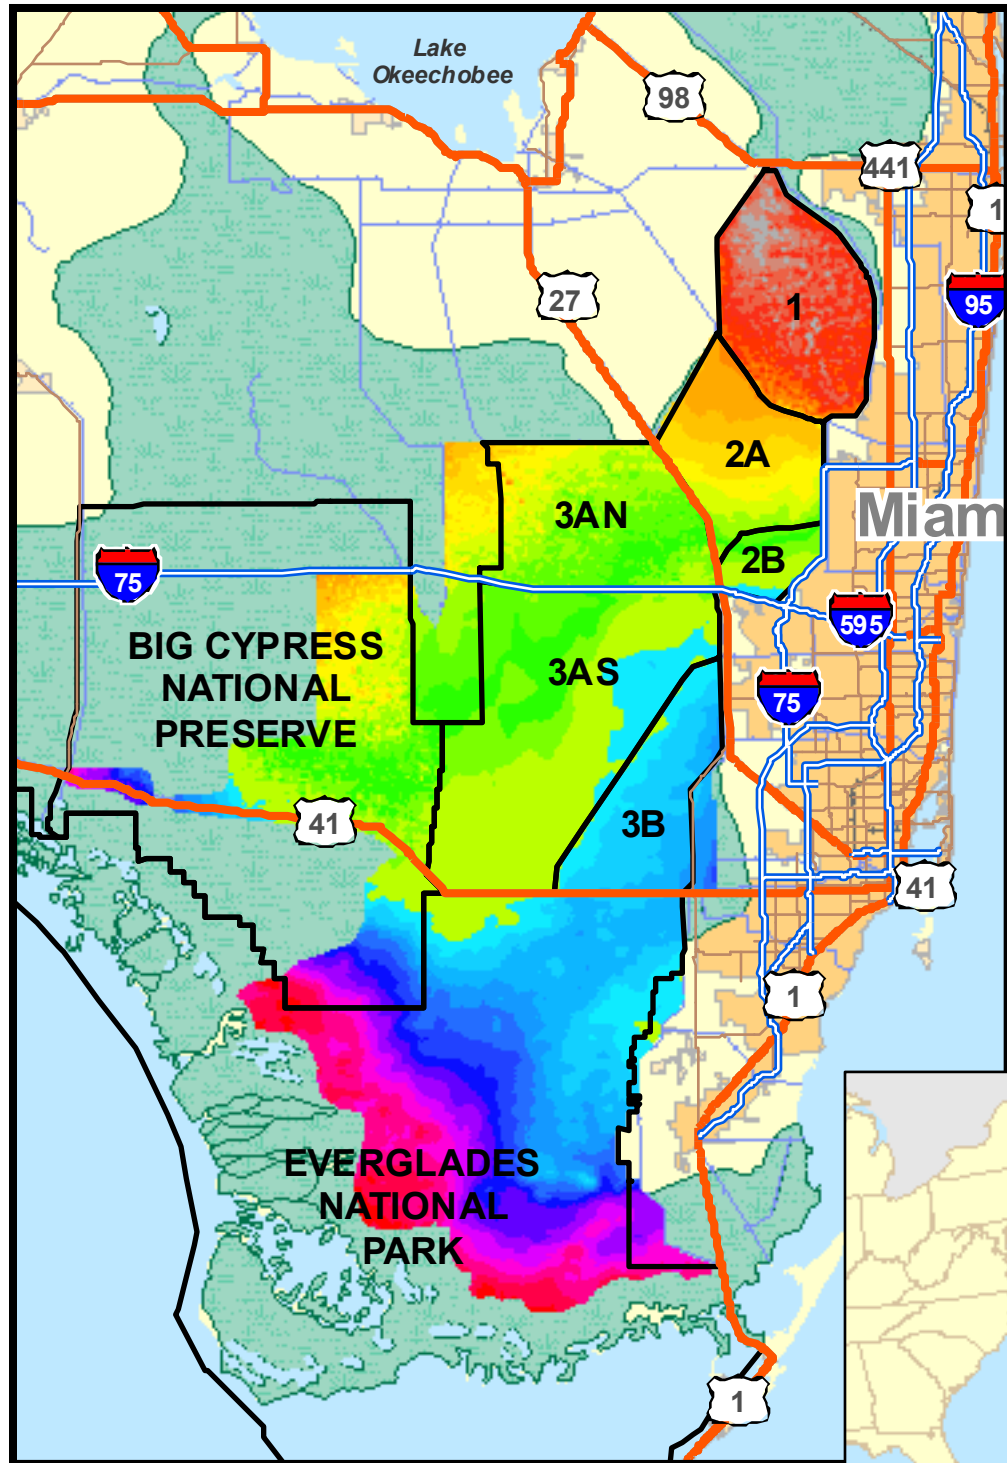 Lake
Okeechobee
98
441
1
95
27
1
2A
3AN
Miam
2B
75
595
BIG CYPRESS
NATIONAL
PRESERVE
3AS
75
3B
41
41
1
EVERGLADES
NATIONAL
PARK
1